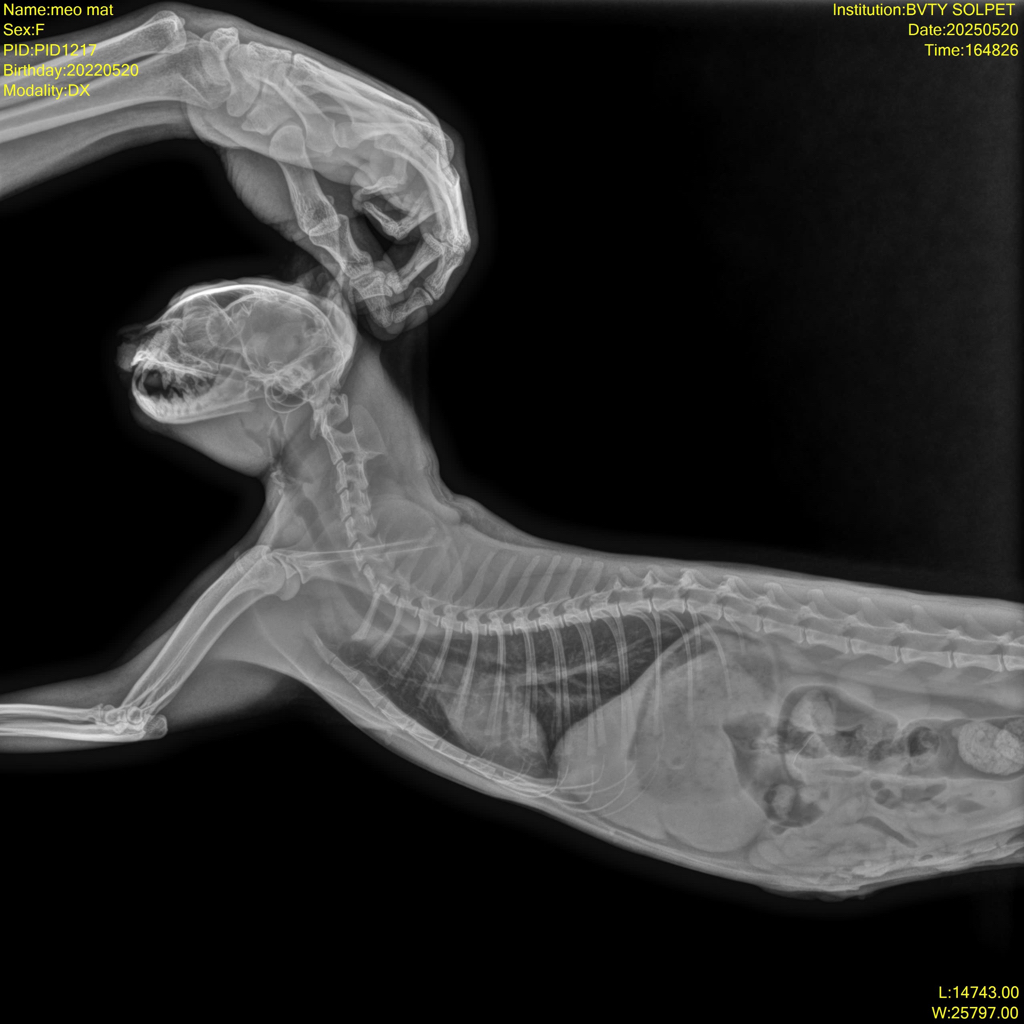 Name:meo mat
Sex:F
PID:PID1217
Birthday:20220520
Modality:DX
Institution:BVTY SOLPET
Date:20250520
Time:164826
L:14743.00
W:25797.00